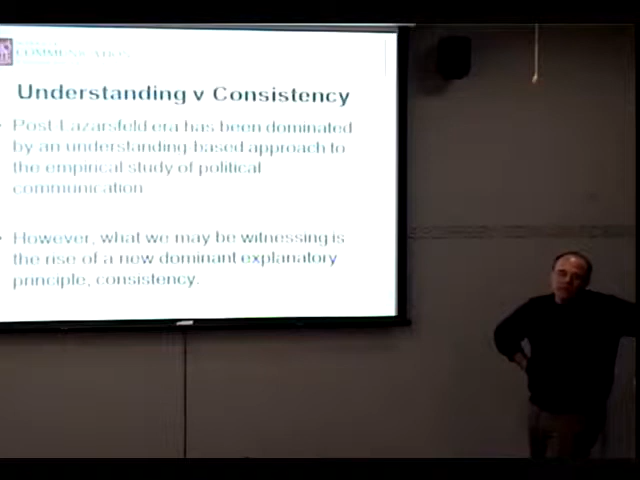 COMMUNICATION
Understanding v Consistency
Post-Lazarsfeld era has been dominated
by an understanding-based approach to
the empirical study of political
communication
However, what we may be witnessing is
the rise of a new dominant explanatory
principle, consistency.